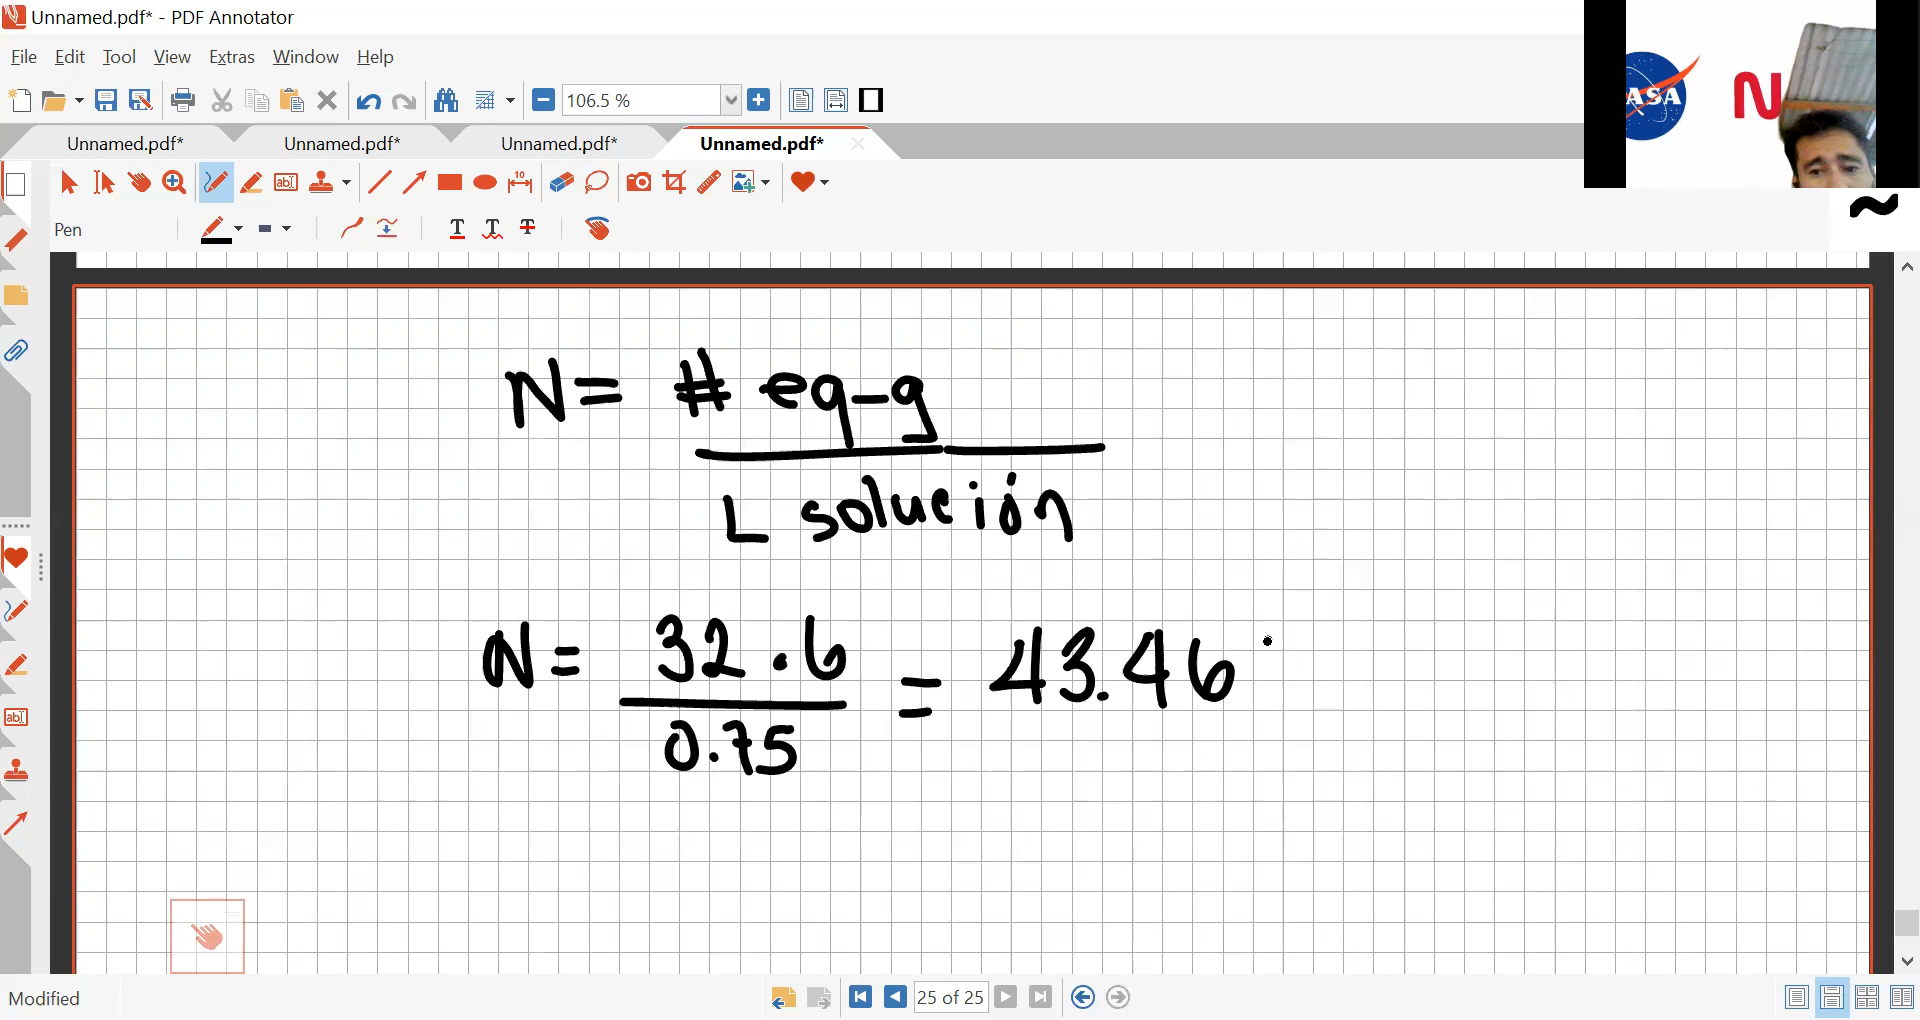 Unnamed.pdf* - PDF Annotator
File Edit Tool View Extras Window Help
106.5 %
Unnamed.pdf* Unnamed.pdf* Unnamed.pdf* Unnamed.pdf*
Pen
N= # eq-g
L solución
N= 32.6 = 43.46
0.75
Modified
25 of 25